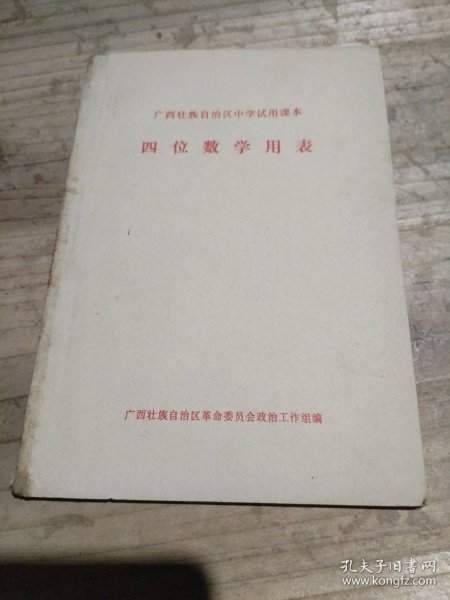 广西壮族自治区中学试用课本
四位数学用表
广西壮族自治区革命委员会政治工作组编
孔夫子旧书网
www.kongfz.com